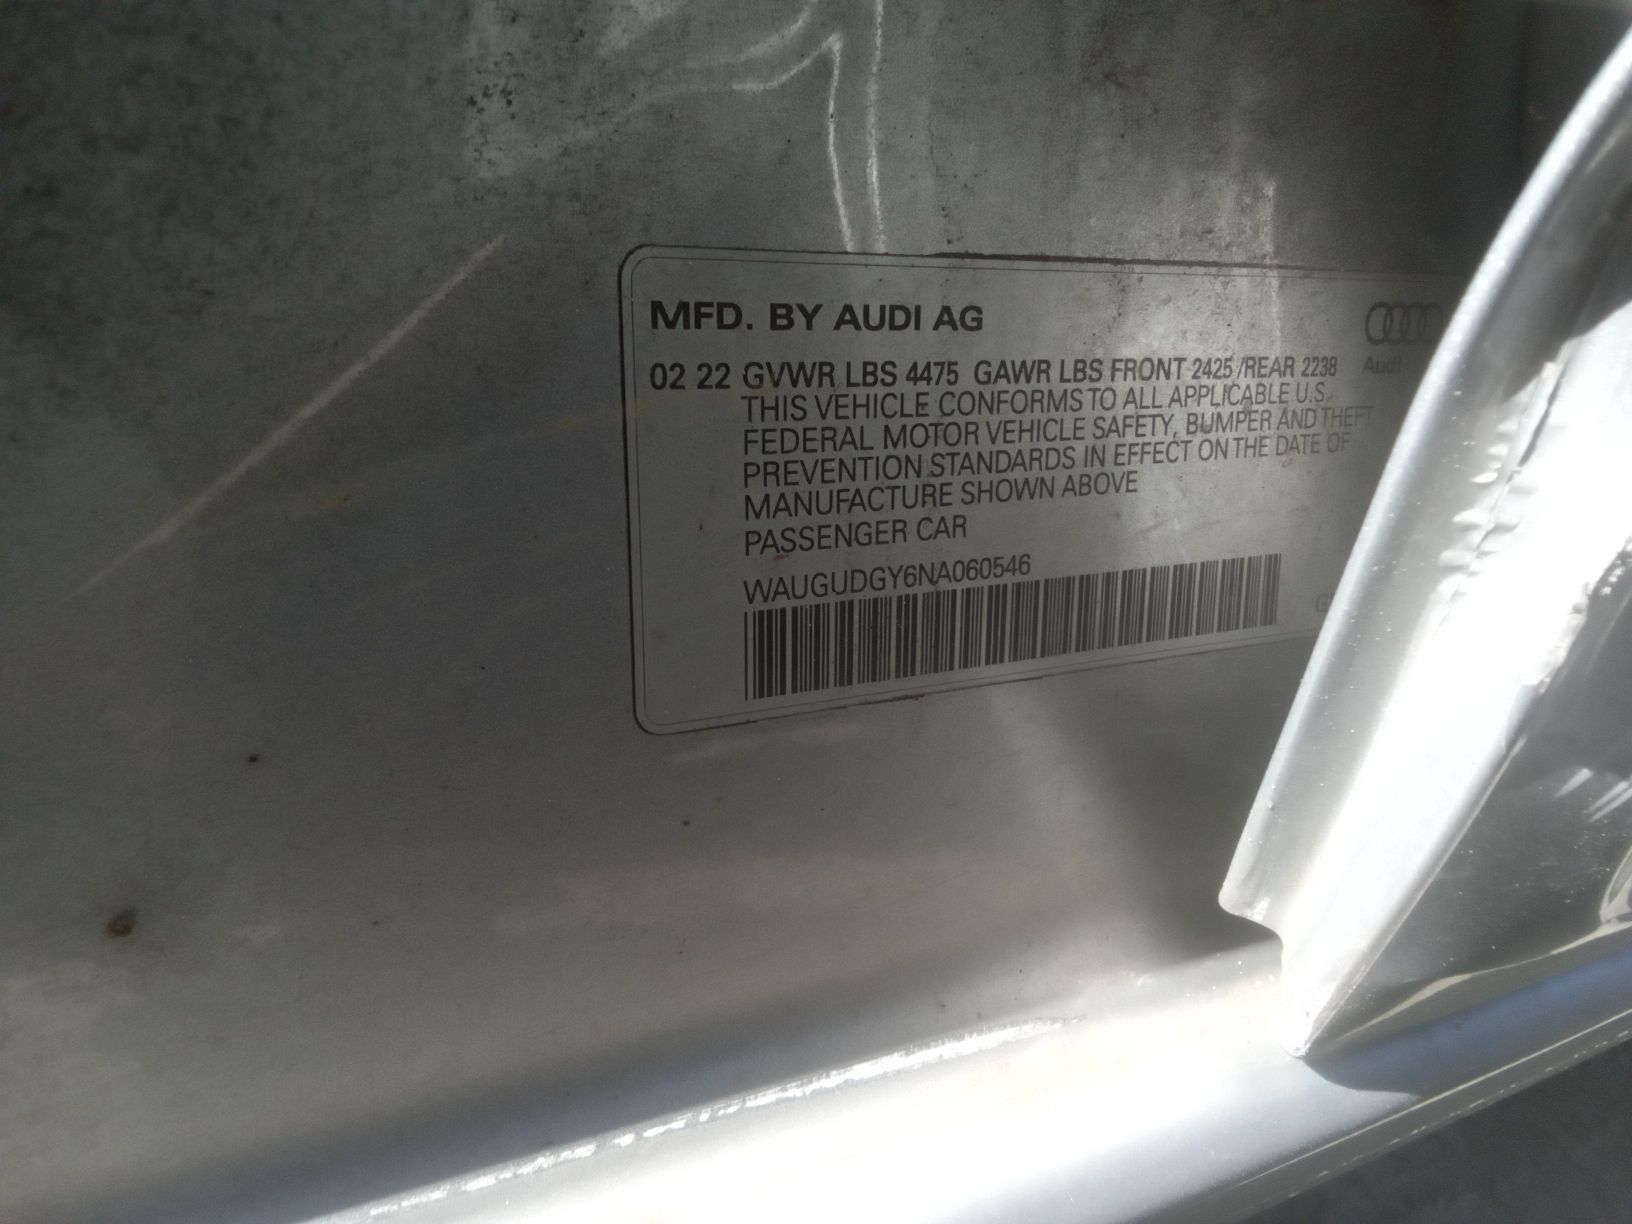 MFD. BY AUDI AG
02 22 GVWR LBS 4475 GAWR LBS FRONT 2425 /REAR 2238
Audi
THIS VEHICLE CONFORMS TO ALL APPLICABLE U.S.
FEDERAL MOTOR VEHICLE SAFETY, BUMPER AND THEFT
PREVENTION STANDARDS IN EFFECT ON THE DATE OF
MANUFACTURE SHOWN ABOVE
PASSENGER CAR
WAUGUDGY6NA060546